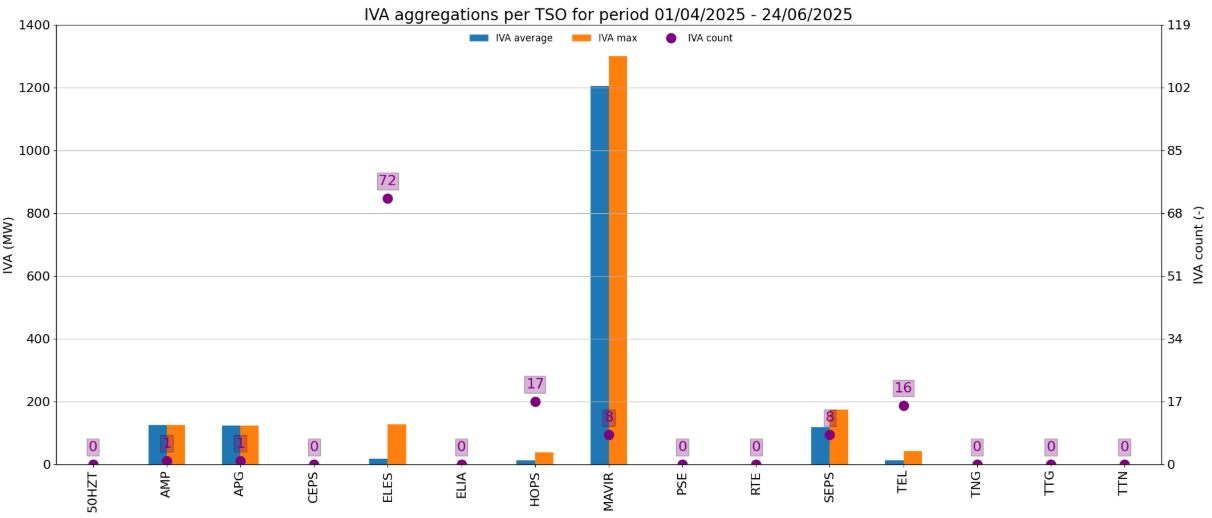 IVA aggregations per TSO for period 01/04/2025 - 24/06/2025
IVA average IVA max IVA count
IVA (MW)
1400
1200
1000
800
600
400
200
0
119
102
85
68
51
34
17
0
IVA count (-)
0 1 1 0 72 0 17 8 0 0 8 16 0 0 0
50HZT AMP APG CEPS ELES ELIA HOPS MAVIR PSE RTE SEPS TEL TNG TTG TTN